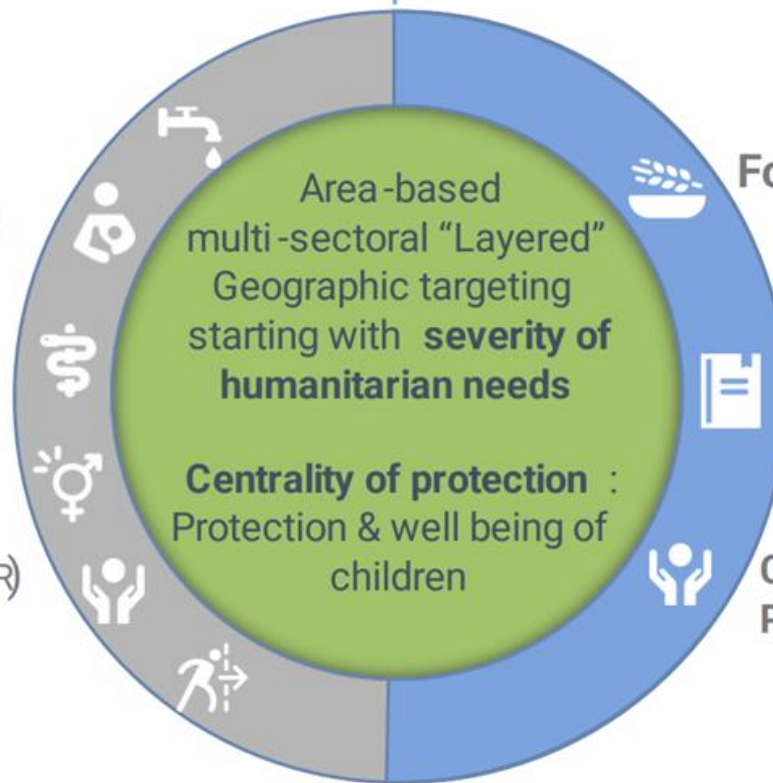 Area-based
multi-sectoral “Layered”
Geographic targeting
starting with severity of
humanitarian needs
Centrality of protection :
Protection & well being of
children
Fo
R)
C
P